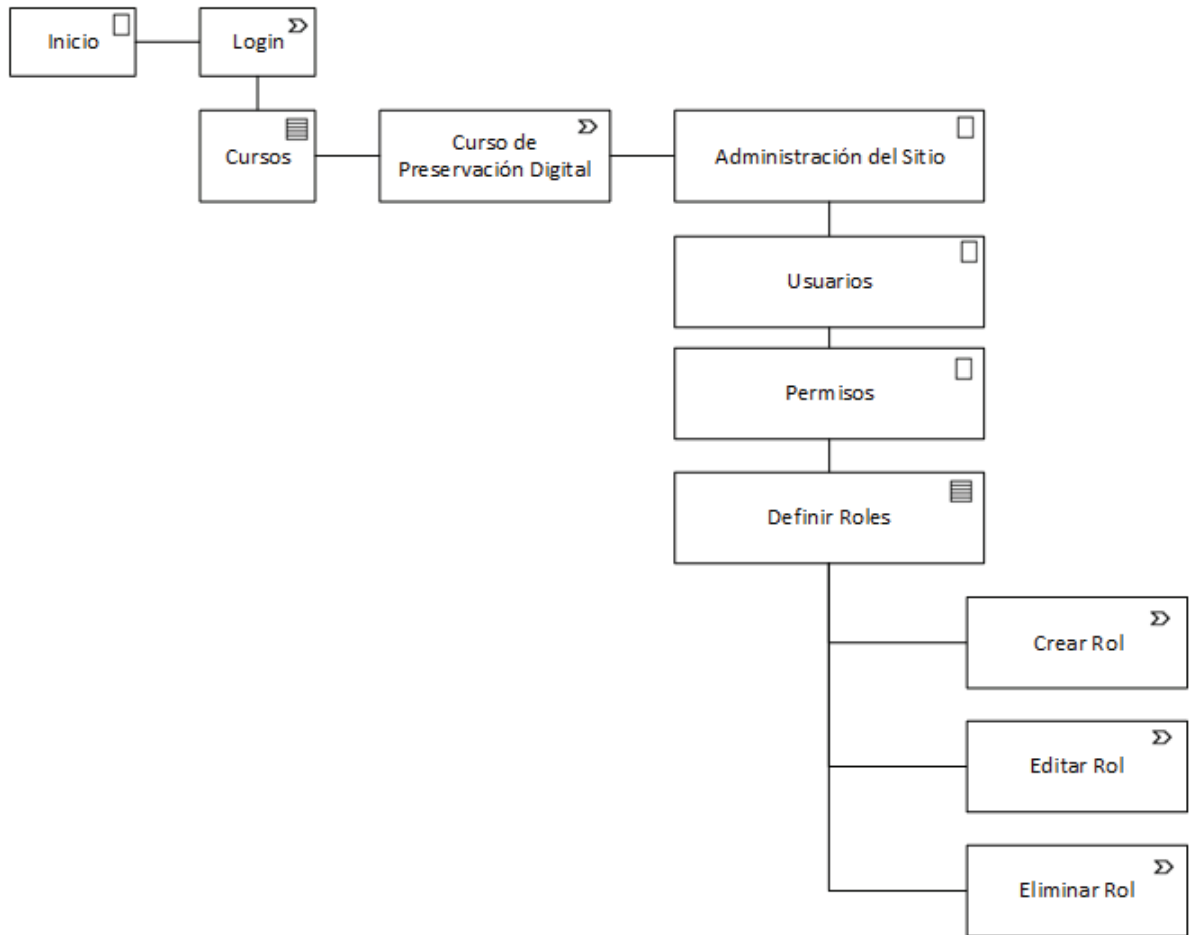 Inicio
Login
Cursos
Curso de
Preservación Digital
Administración del Sitio
Usuarios
Permisos
Definir Roles
Crear Rol
Editar Rol
Eliminar Rol